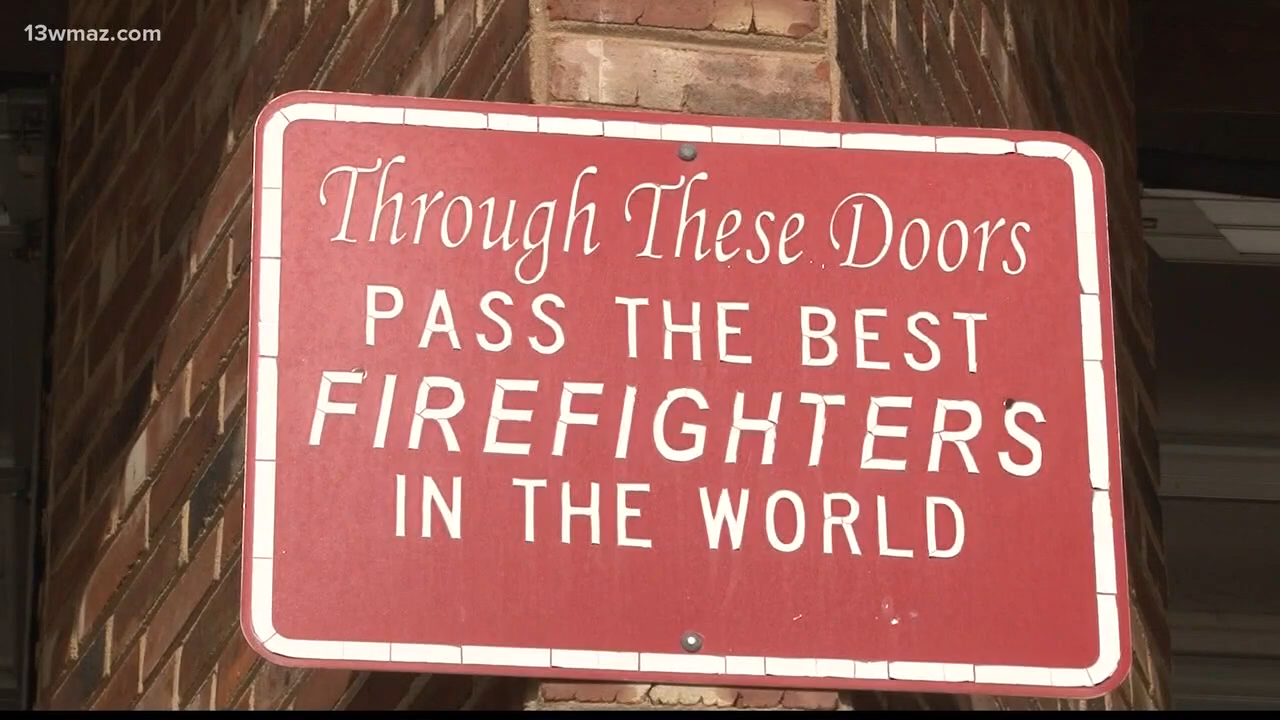 13wmaz.com
Through These Doors
PASS THE BEST
FIREFIGHTERS
IN THE WORLD